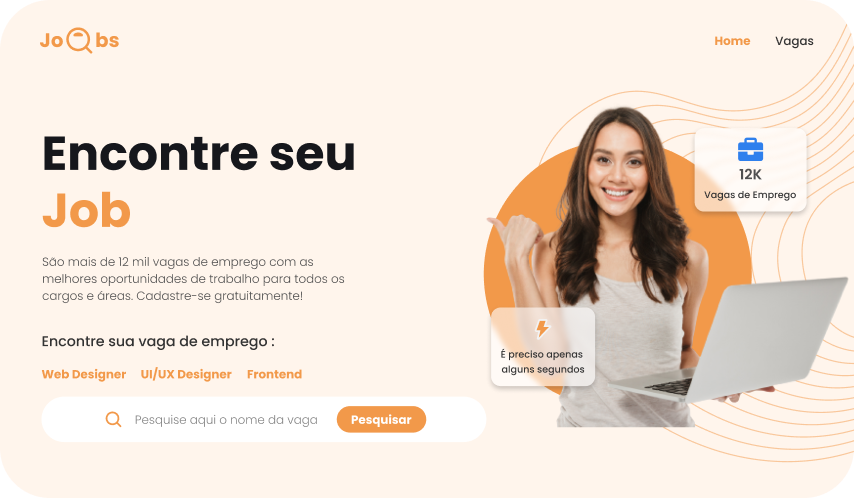 Jo bs
Home
Vagas
Encontre seu
Job
São mais de 12 mil vagas de emprego com as
melhores oportunidades de trabalho para todos os
cargos e áreas. Cadastre-se gratuitamente!
Encontre sua vaga de emprego :
Web Designer
UI/UX Designer
Frontend
Pesquise aqui o nome da vaga
Pesquisar
12K
Vagas de Emprego
É preciso apenas
alguns segundos